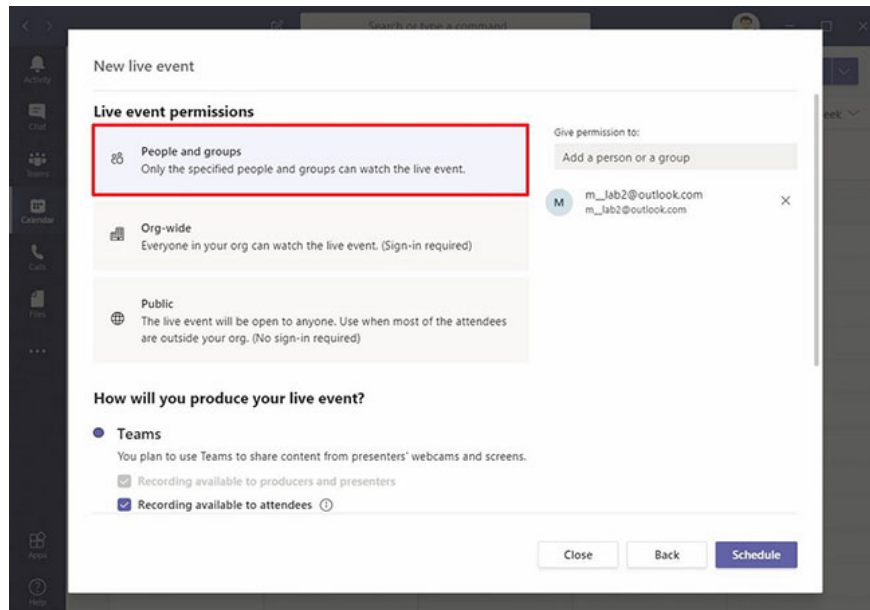 Search or type a command
Activity
Chat
Teams
Calendar
Calls
Files
Apps
Help
eek
New live event
Live event permissions
People and groups
Only the specified people and groups can watch the live event.
Org-wide
Everyone in your org can watch the live event. (Sign-in required)
Public
The live event will be open to anyone. Use when most of the attendees
are outside your org. (No sign-in required)
Give permission to:
Add a person or a group
M
m__lab2@outlook.com
m__lab2@outlook.com
How will you produce your live event?
Teams
You plan to use Teams to share content from presenters' webcams and screens.
Recording available to producers and presenters
Recording available to attendees
Close
Back
Schedule